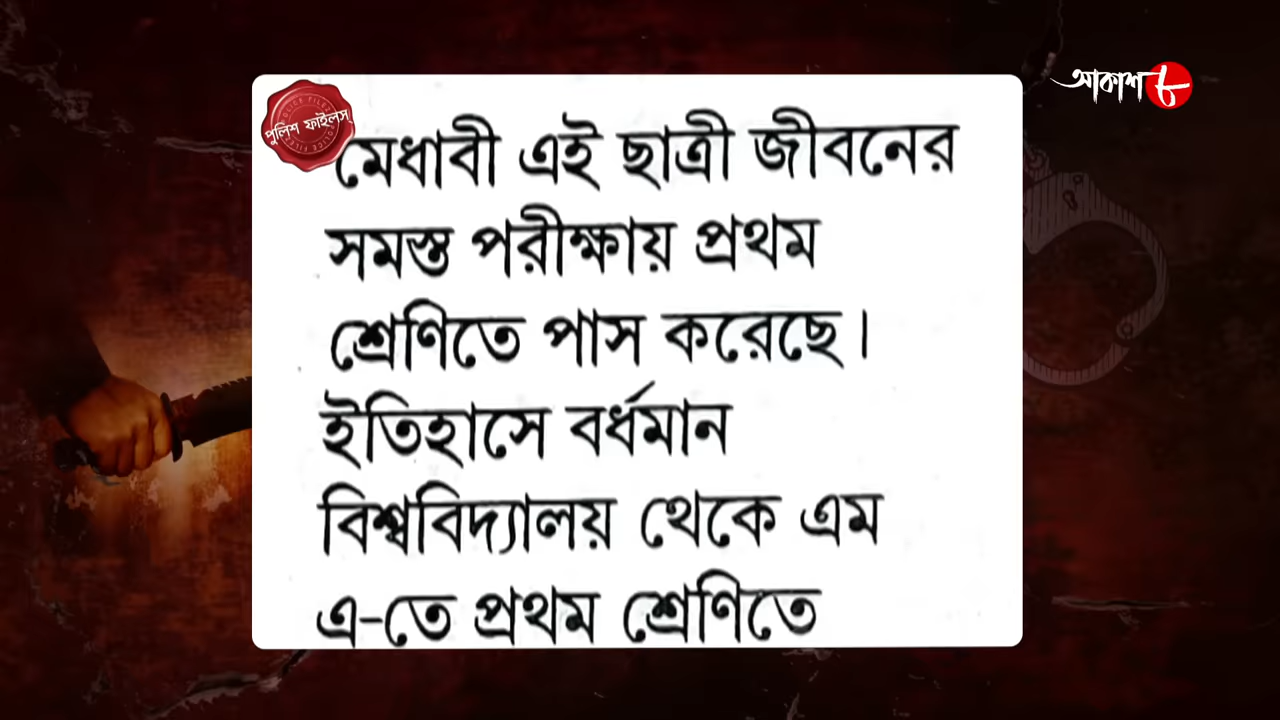 আকাশ ৮
পুলিশ ফাইলস্
মেধাবী এই ছাত্রী জীবনের
সমস্ত পরীক্ষায় প্রথম
শ্রেণিতে পাস করেছে।
ইতিহাসে বর্ধমান
বিশ্ববিদ্যালয় থেকে এম
এ-তে প্রথম শ্রেণিতে